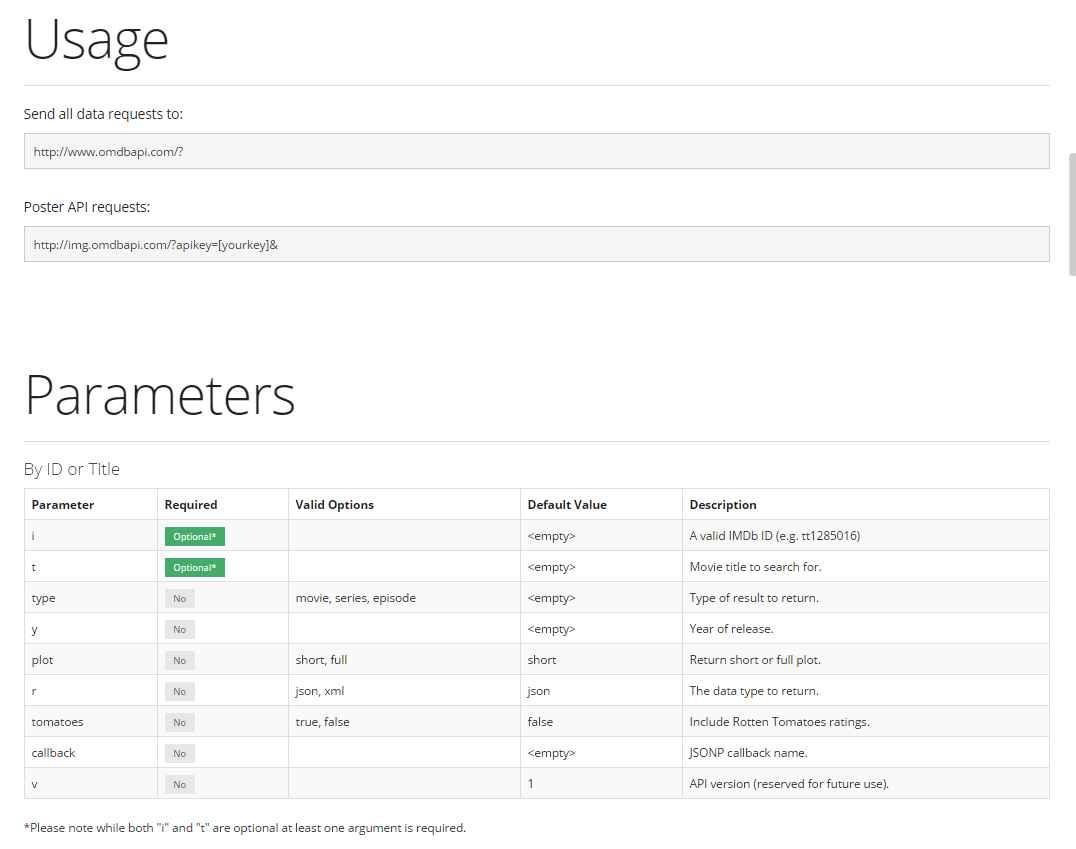 Usage
Send all data requests to:
http://www.omdbapi.com/?
Poster API requests:
http://img.omdbapi.com/?apikey=[yourkey]&
Parameters
By ID or Title
Parameter Required Valid Options Default Value Description
i Optional* <empty> A valid IMDb ID (e.g. tt1285016)
t Optional* <empty> Movie title to search for.
type No movie, series, episode <empty> Type of result to return.
y No <empty> Year of release.
plot No short, full short Return short or full plot.
r No json, xml json The data type to return.
tomatoes No true, false false Include Rotten Tomatoes ratings.
callback No <empty> JSONP callback name.
v No 1 API version (reserved for future use).
*Please note while both "i" and "t" are optional at least one argument is required.